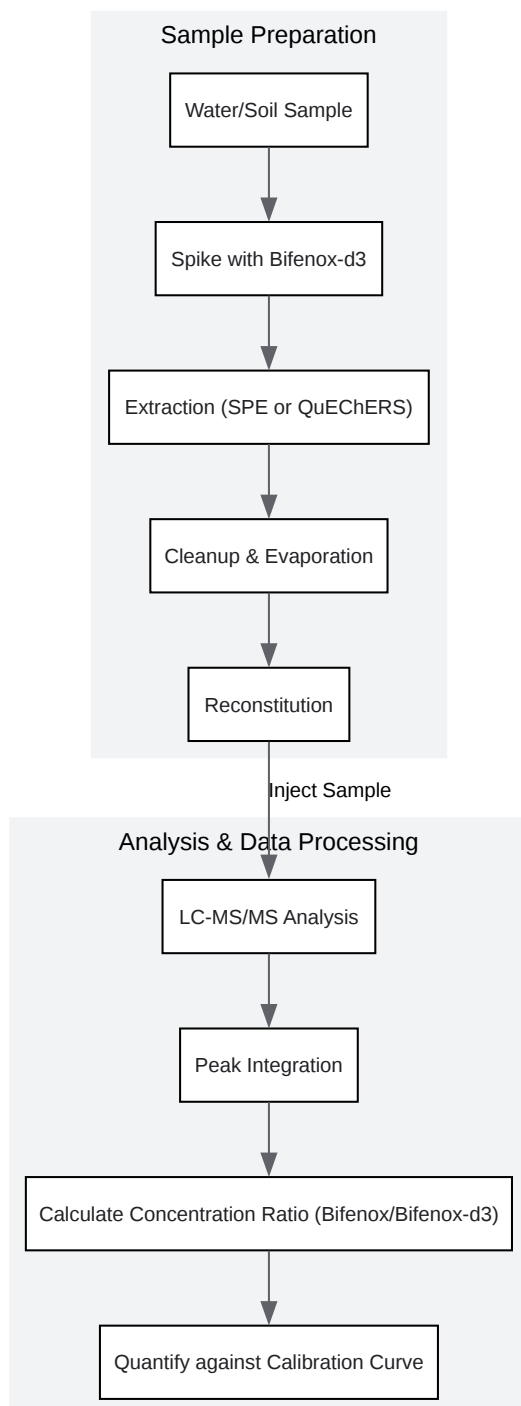 Sample Preparation
Water/Soil Sample
Spike with Bifenox-d3
Extraction (SPE or QuEChERS)
Cleanup & Evaporation
Reconstitution
Inject Sample
Analysis & Data Processing
LC-MS/MS Analysis
Peak Integration
Calculate Concentration Ratio (Bifenox/Bifenox-d3)
Quantify against Calibration Curve